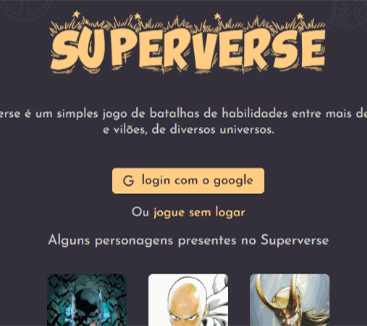 SUPERVERSE
erse é um simples jogo de batalhas de habilidades entre mais de
e vilões, de diversos universos.
G login com o google
Ou jogue sem logar
Alguns personagens presentes no Superverse